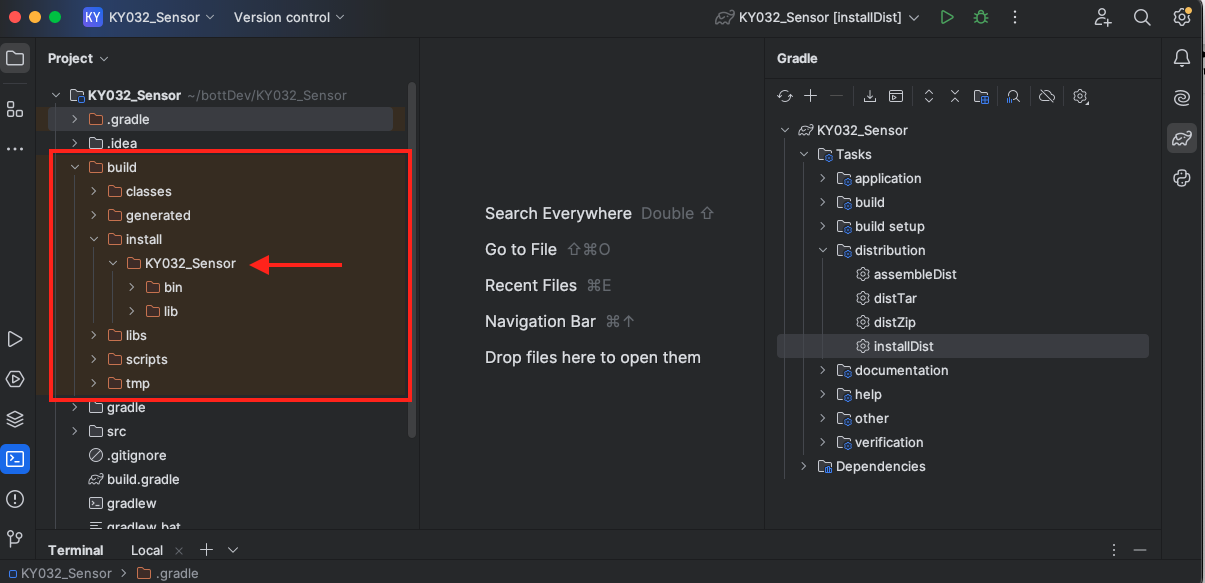 KY KY032_Sensor Version control KY032_Sensor [installDist]
Project
KY032_Sensor ~/bottDev/KY032_Sensor
.gradle
.idea
build
classes
generated
install
KY032_Sensor
bin
lib
libs
scripts
tmp
gradle
src
.gitignore
build.gradle
gradlew
gradlew.bat
Search Everywhere Double ⇧
Go to File ⇧⌘O
Recent Files ⌘E
Navigation Bar ⌘↑
Drop files here to open them
Gradle
KY032_Sensor
Tasks
application
build
build setup
distribution
assembleDist
distTar
distZip
installDist
documentation
help
other
verification
Dependencies
Terminal Local
KY032_Sensor > .gradle